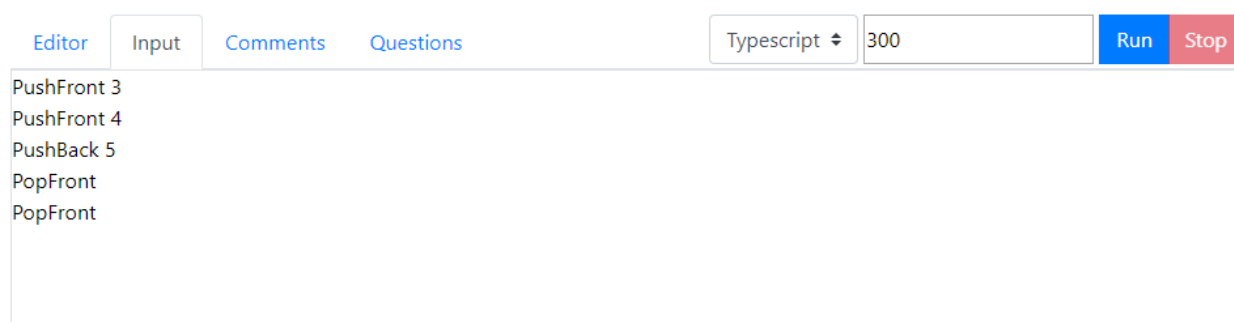 Editor Input Comments Questions Typescript 300 Run Stop
PushFront 3
PushFront 4
PushBack 5
PopFront
PopFront